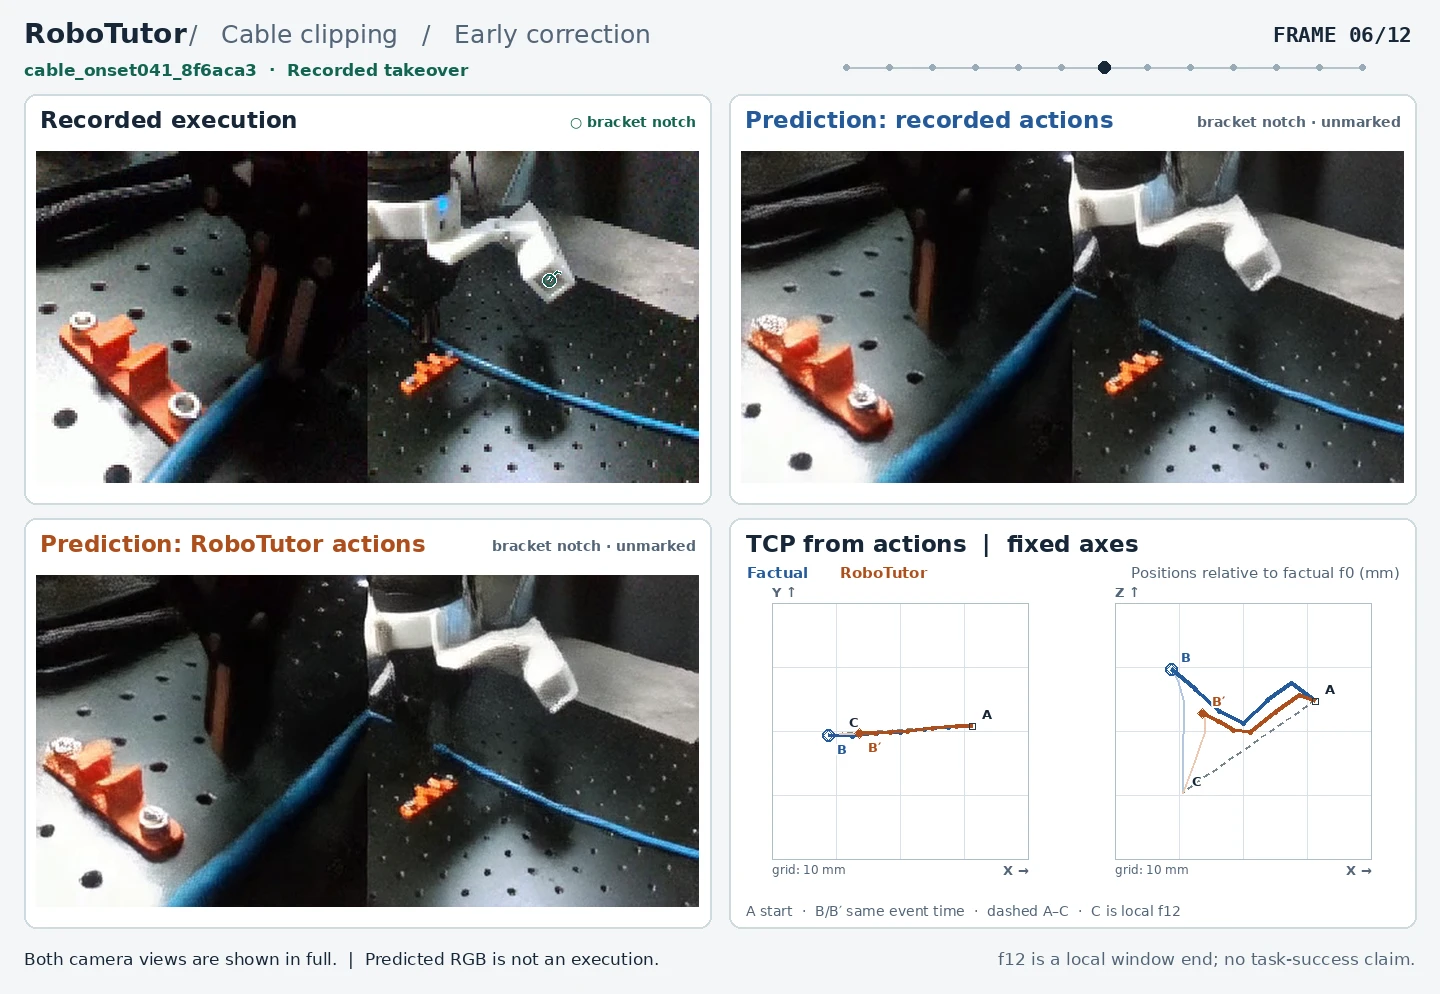 RoboTutor / Cable clipping / Early correction
FRAME 06/12
cable_onset041_8f6aca3 · Recorded takeover
Recorded execution
○ bracket notch
Prediction: recorded actions
bracket notch · unmarked
Prediction: RoboTutor actions
bracket notch · unmarked
TCP from actions | fixed axes
Factual RoboTutor
Positions relative to factual f0 (mm)
Y ↑
C
A
B
B′
grid: 10 mm
X →
Z ↑
B
A
B′
C
grid: 10 mm
X →
A start · B/B′ same event time · dashed A–C · C is local f12
Both camera views are shown in full. | Predicted RGB is not an execution.
f12 is a local window end; no task-success claim.